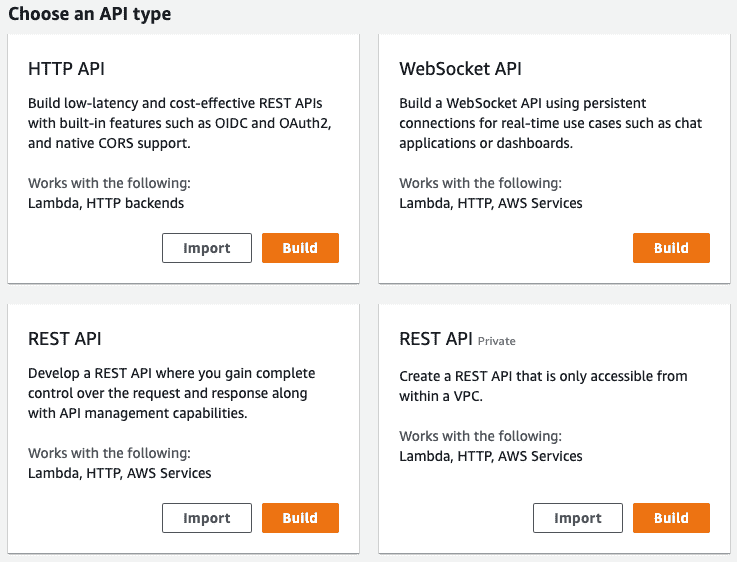 Choose an API type
HTTP API
Build low-latency and cost-effective REST APIs
with built-in features such as OIDC and OAuth2,
and native CORS support.
Works with the following:
Lambda, HTTP backends
Import
Build
WebSocket API
Build a WebSocket API using persistent
connections for real-time use cases such as chat
applications or dashboards.
Works with the following:
Lambda, HTTP, AWS Services
Build
REST API
Develop a REST API where you gain complete
control over the request and response along
with API management capabilities.
Works with the following:
Lambda, HTTP, AWS Services
Import
Build
REST API Private
Create a REST API that is only accessible from
within a VPC.
Works with the following:
Lambda, HTTP, AWS Services
Import
Build